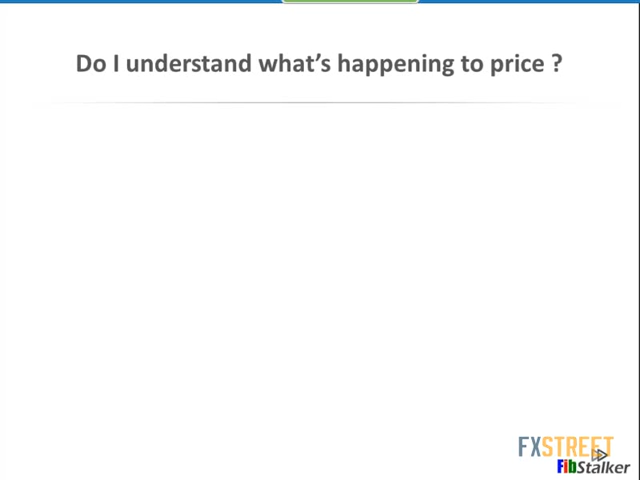 Do I understand what's happening to price ?
FXSTREET
FibStalker